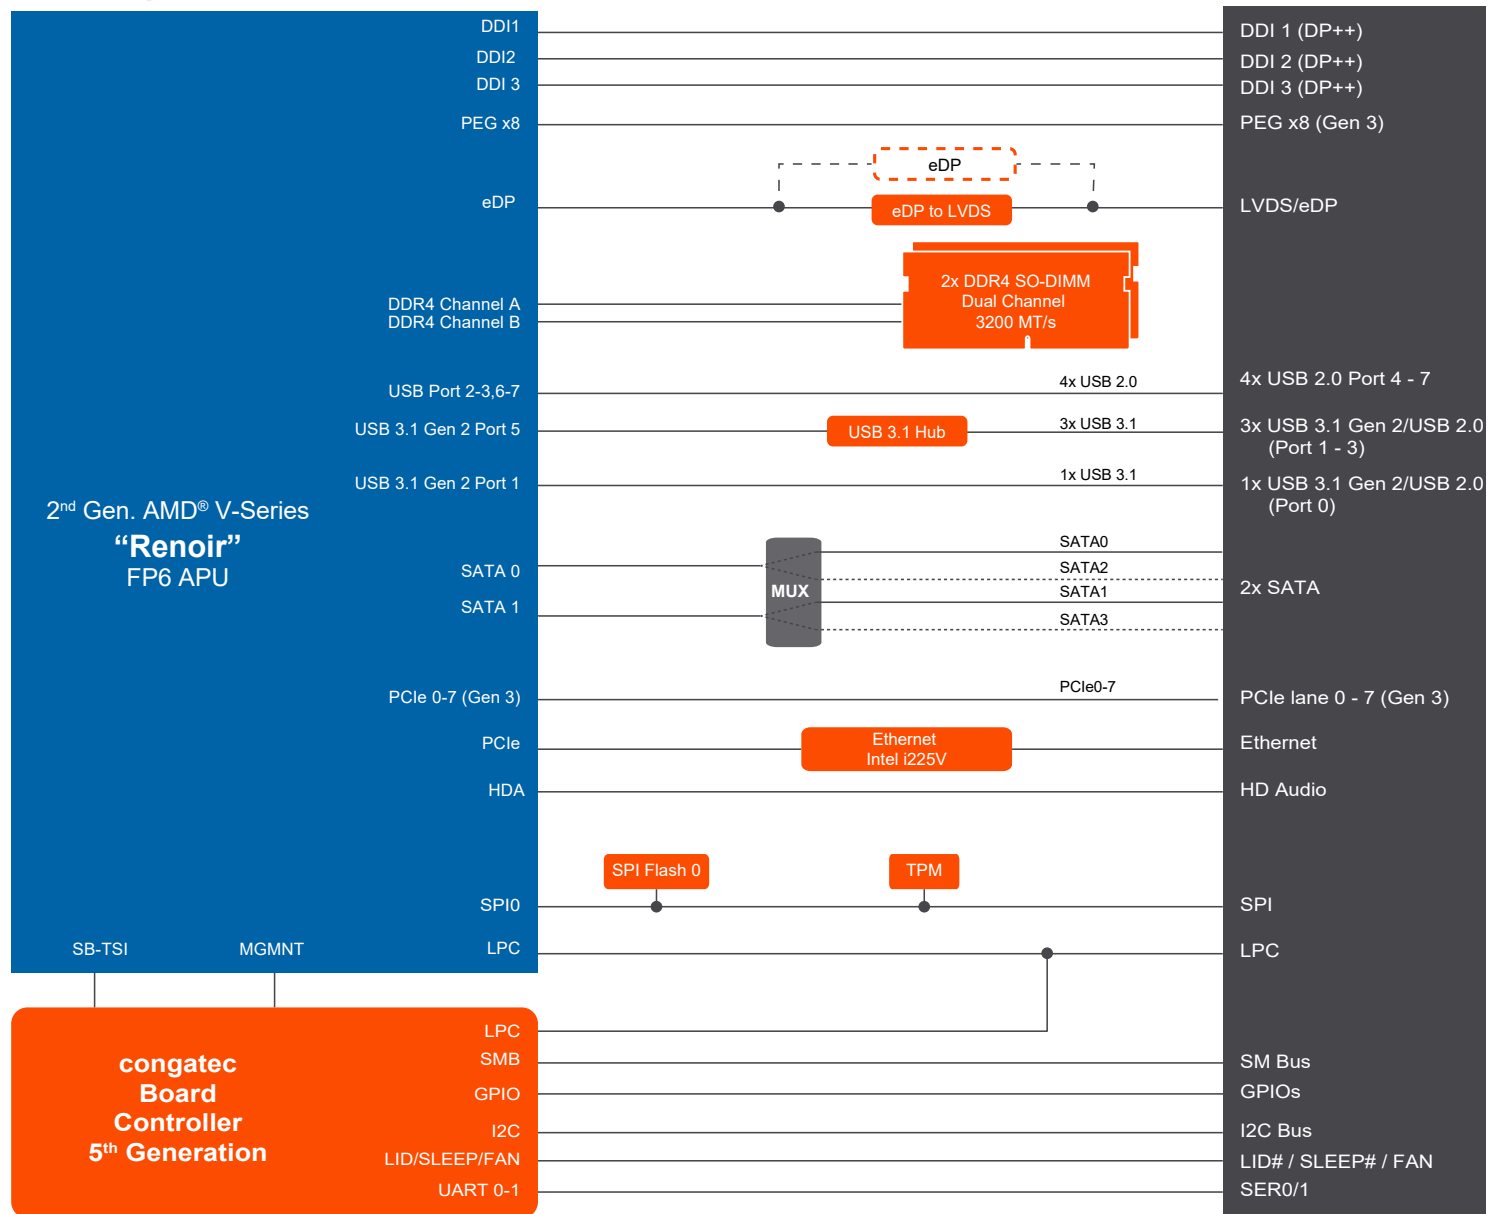 DDI1
DDI2
DDI 3
PEG x8
eDP
DDR4 Channel A
DDR4 Channel B
USB Port 2-3,6-7
USB 3.1 Gen 2 Port 5
USB 3.1 Gen 2 Port 1
2nd Gen. AMD® V-Series
“Renoir”
FP6 APU
SATA 0
SATA 1
PCIe 0-7 (Gen 3)
PCIe
HDA
SPI0
LPC
SB-TSI
MGMNT
eDP
eDP to LVDS
2x DDR4 SO-DIMM
Dual Channel
3200 MT/s
4x USB 2.0
USB 3.1 Hub
3x USB 3.1
1x USB 3.1
MUX
SATA0
SATA2
SATA1
SATA3
PCIe0-7
Ethernet
Intel i225V
SPI Flash 0
TPM
congatec
Board
Controller
5th Generation
LPC
SMB
GPIO
I2C
LID/SLEEP/FAN
UART 0-1
DDI 1 (DP++)
DDI 2 (DP++)
DDI 3 (DP++)
PEG x8 (Gen 3)
LVDS/eDP
4x USB 2.0 Port 4 - 7
3x USB 3.1 Gen 2/USB 2.0
(Port 1 - 3)
1x USB 3.1 Gen 2/USB 2.0
(Port 0)
2x SATA
PCIe lane 0 - 7 (Gen 3)
Ethernet
HD Audio
SPI
LPC
SM Bus
GPIOs
I2C Bus
LID# / SLEEP# / FAN
SER0/1